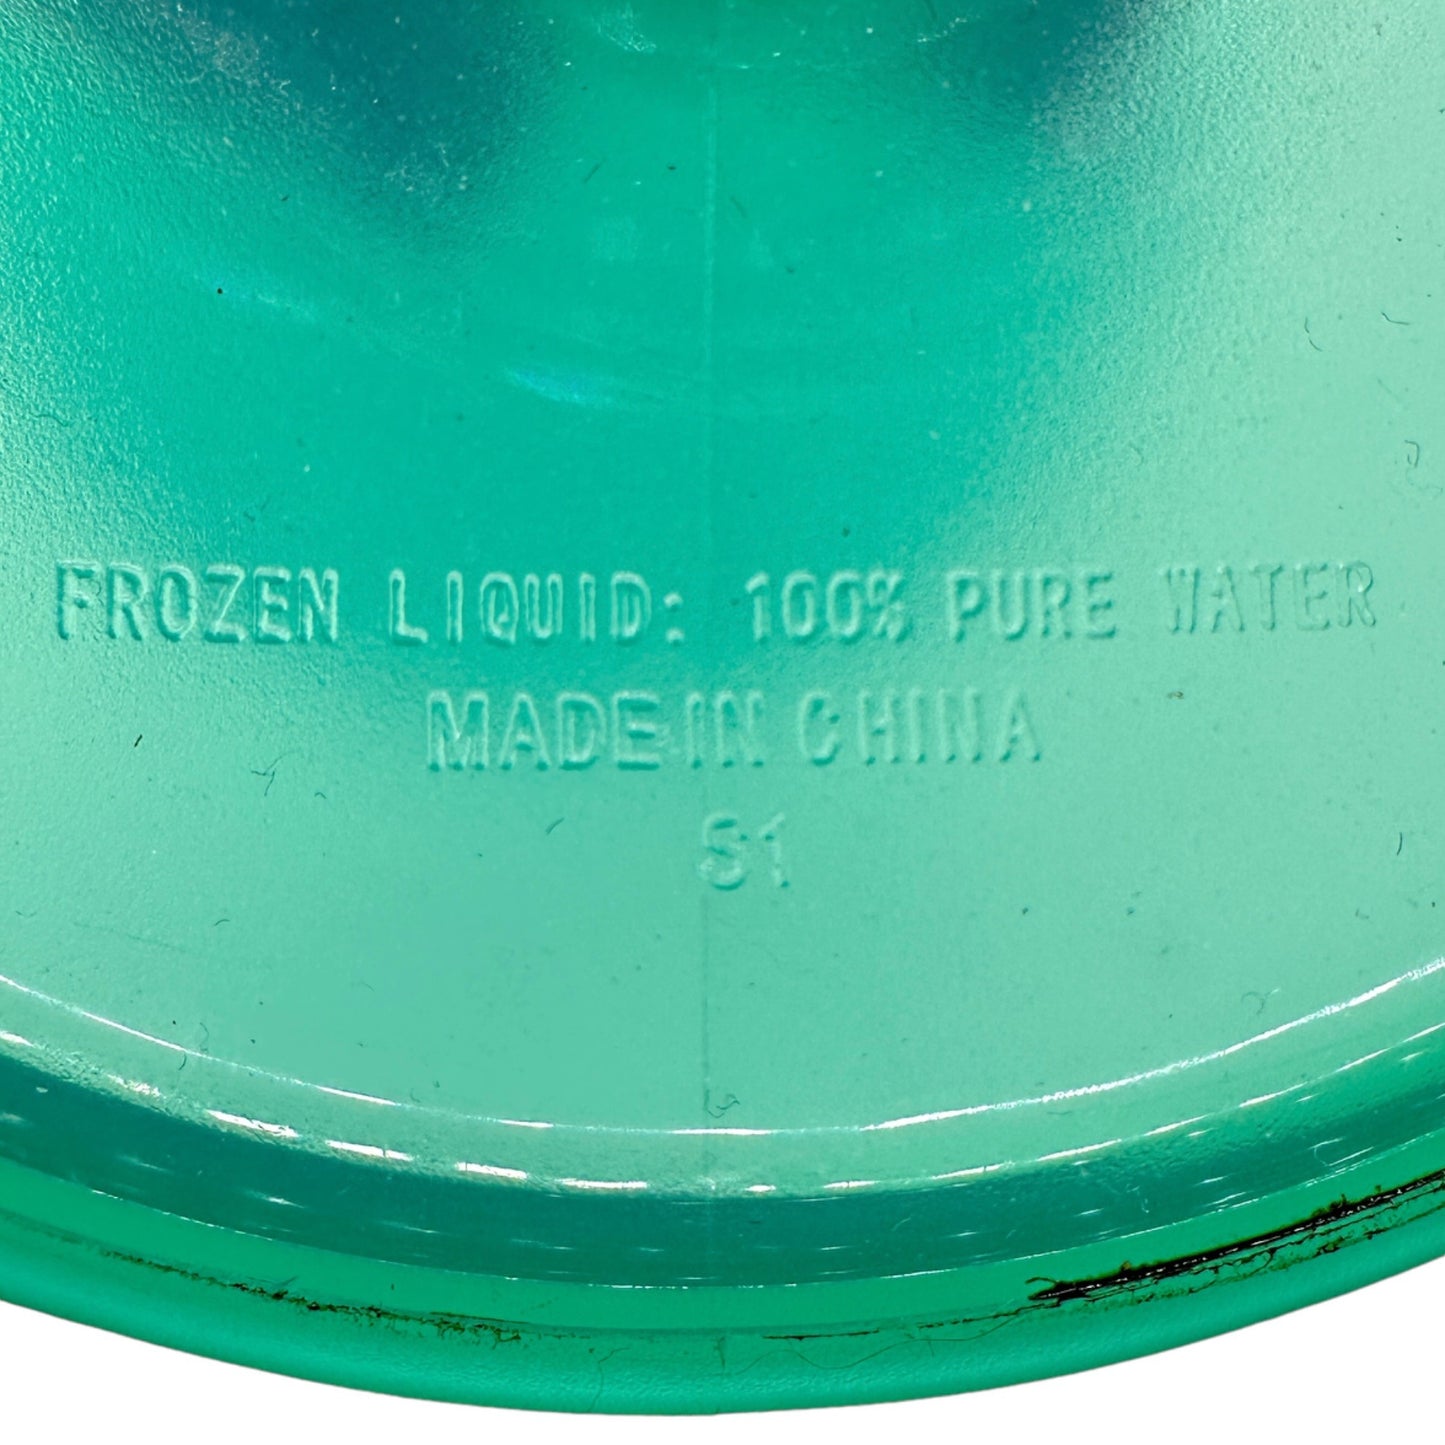 FROZEN LIQUID: 100% PURE WATER
MADE IN CHINA
S1